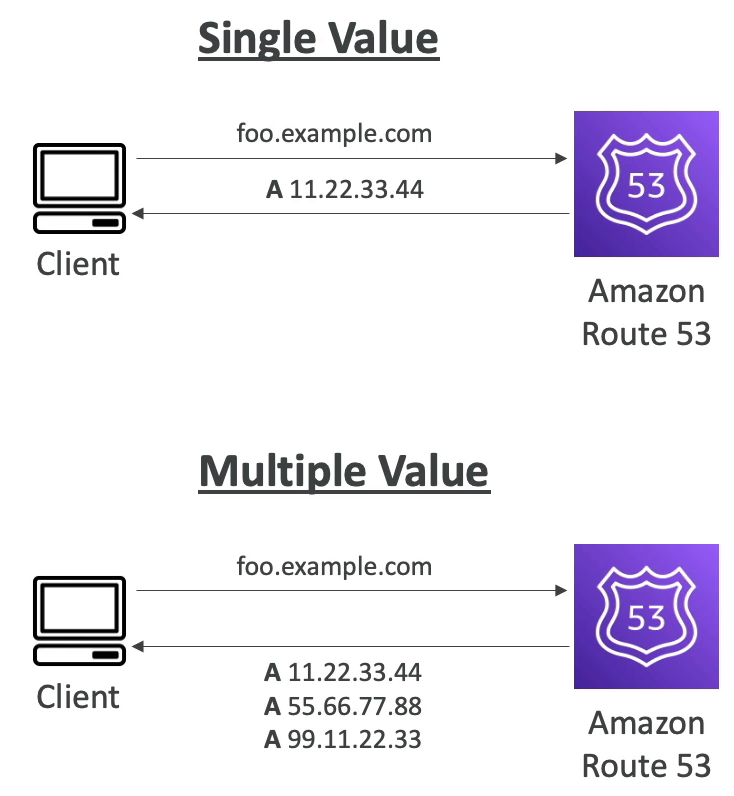 Single Value
foo.example.com
A 11.22.33.44
53
Client
Amazon
Route 53
Multiple Value
foo.example.com
53
A 11.22.33.44
A 55.66.77.88
A 99.11.22.33
Client
Amazon
Route 53